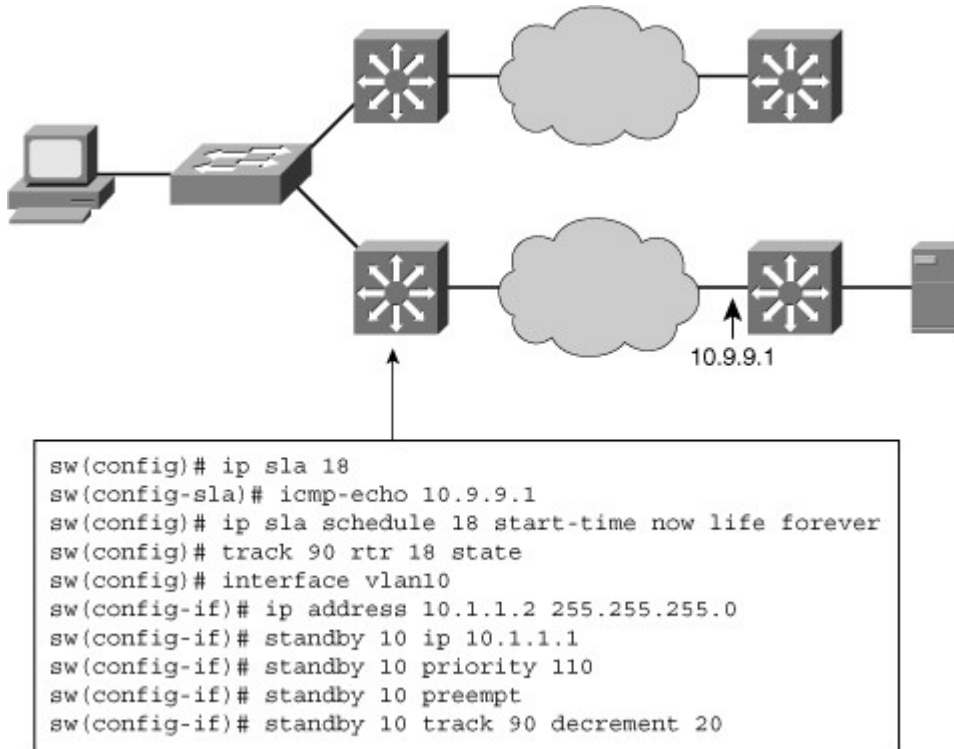 10.9.9.1
sw(config)# ip sla 18
sw(config-sla)# icmp-echo 10.9.9.1
sw(config)# ip sla schedule 18 start-time now life forever
sw(config)# track 90 rtr 18 state
sw(config)# interface vlan10
sw(config-if)# ip address 10.1.1.2 255.255.255.0
sw(config-if)# standby 10 ip 10.1.1.1
sw(config-if)# standby 10 priority 110
sw(config-if)# standby 10 preempt
sw(config-if)# standby 10 track 90 decrement 20